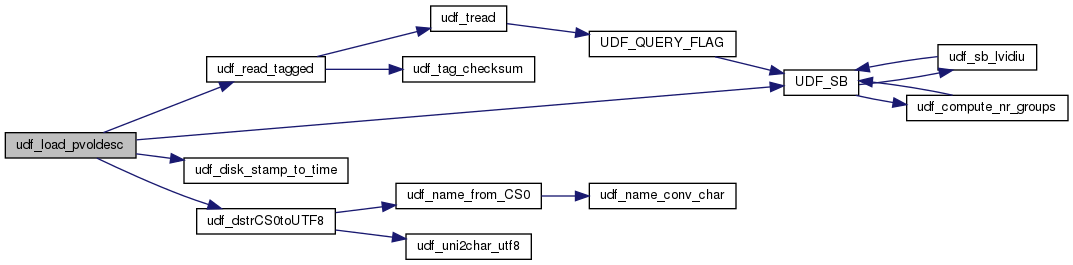 udf_load_pvoldesc
udf_read_tagged
udf_tread
udf_tag_checksum
UDF_QUERY_FLAG
UDF_SB
udf_sb_lvidiu
udf_compute_nr_groups
udf_disk_stamp_to_time
udf_dstrCS0toUTF8
udf_name_from_CS0
udf_name_conv_char
udf_uni2char_utf8